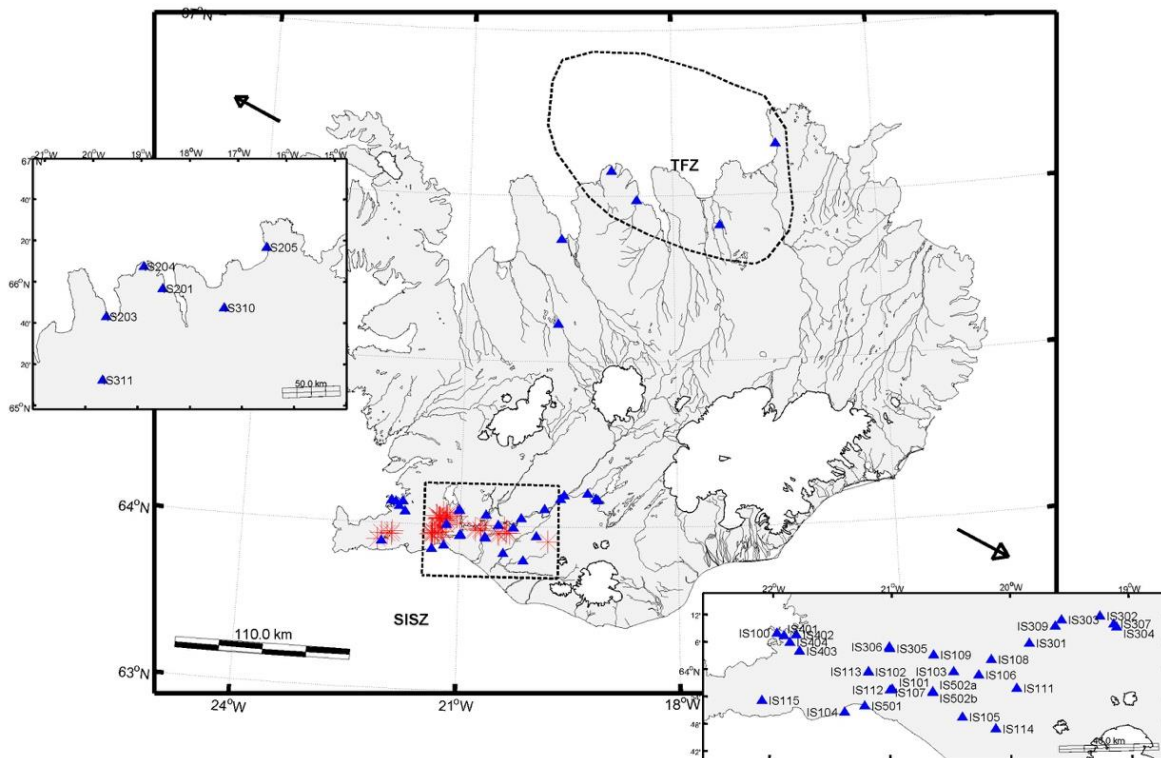 67°N
21°W 20°W 19°W 18°W 17°W 16°W 15°W
67°N
40'
20'
66°N
40'
20'
65°N
S205
S204
S201
S310
S203
S311
50.0 km
TFZ
64°N
SISZ
110.0 km
63°N
24°W 21°W 18°W
22°W 21°W 20°W 19°W
12'
6'
64°N
48'
42'
IS302
IS303
IS307
IS309
IS304
IS401
IS100
IS402
IS404
IS403
IS306 IS305
IS301
IS109
IS108
IS113 IS102
IS103
IS106
IS101
IS502a
IS112
IS107
IS502b
IS111
IS115
IS501
IS104
IS105
IS114